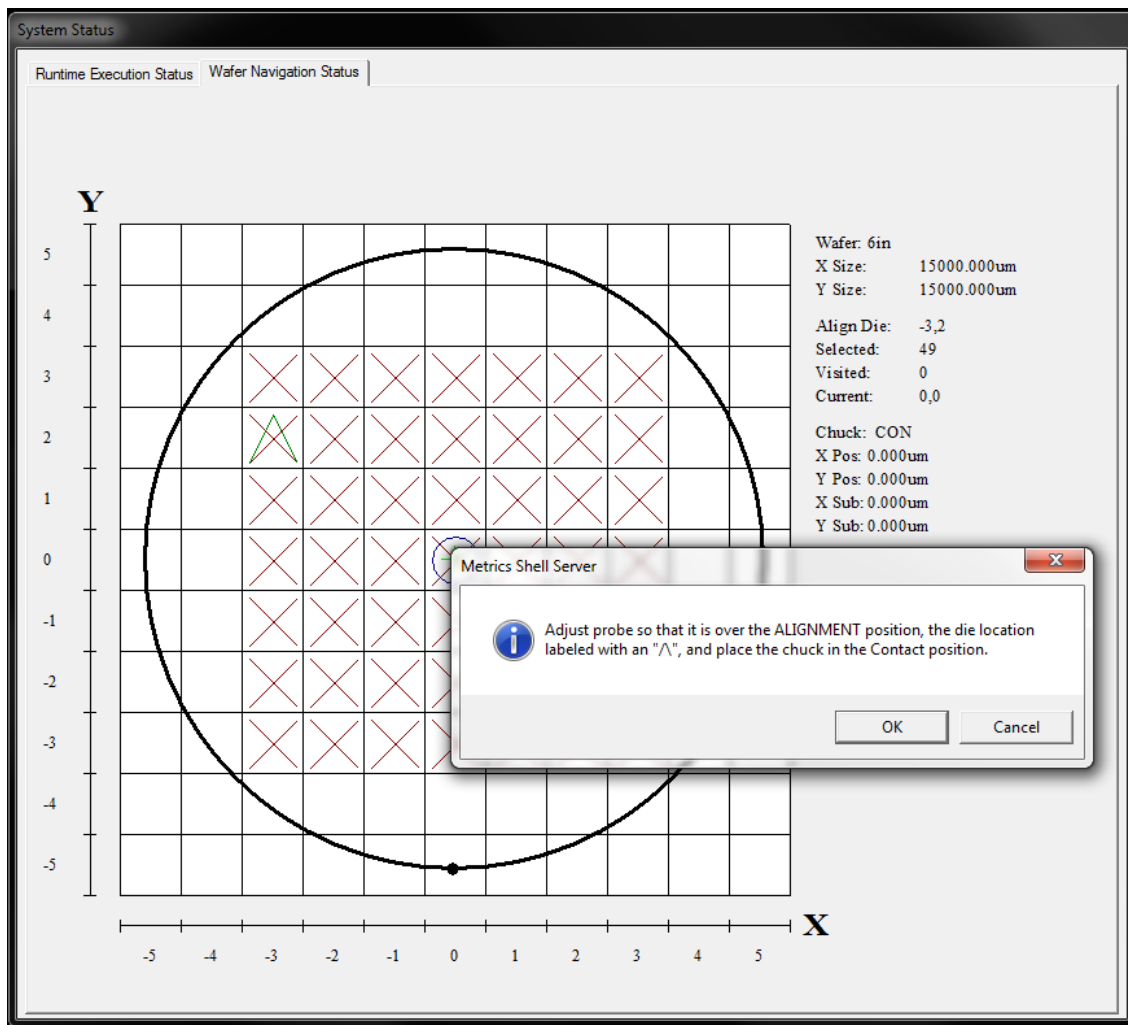 System Status
Runtime Execution Status
Wafer Navigation Status
Y
5
4
3
2
1
0
-1
-2
-3
-4
-5
X
-5 -4 -3 -2 -1 0 1 2 3 4 5
Wafer: 6in
X Size: 15000.000um
Y Size: 15000.000um
Align Die: -3,2
Selected: 49
Visited: 0
Current: 0,0
Chuck: CON
X Pos: 0.000um
Y Pos: 0.000um
X Sub: 0.000um
Y Sub: 0.000um
Metrics Shell Server
Adjust probe so that it is over the ALIGNMENT position, the die location
labeled with an "/\", and place the chuck in the Contact position.
OK
Cancel